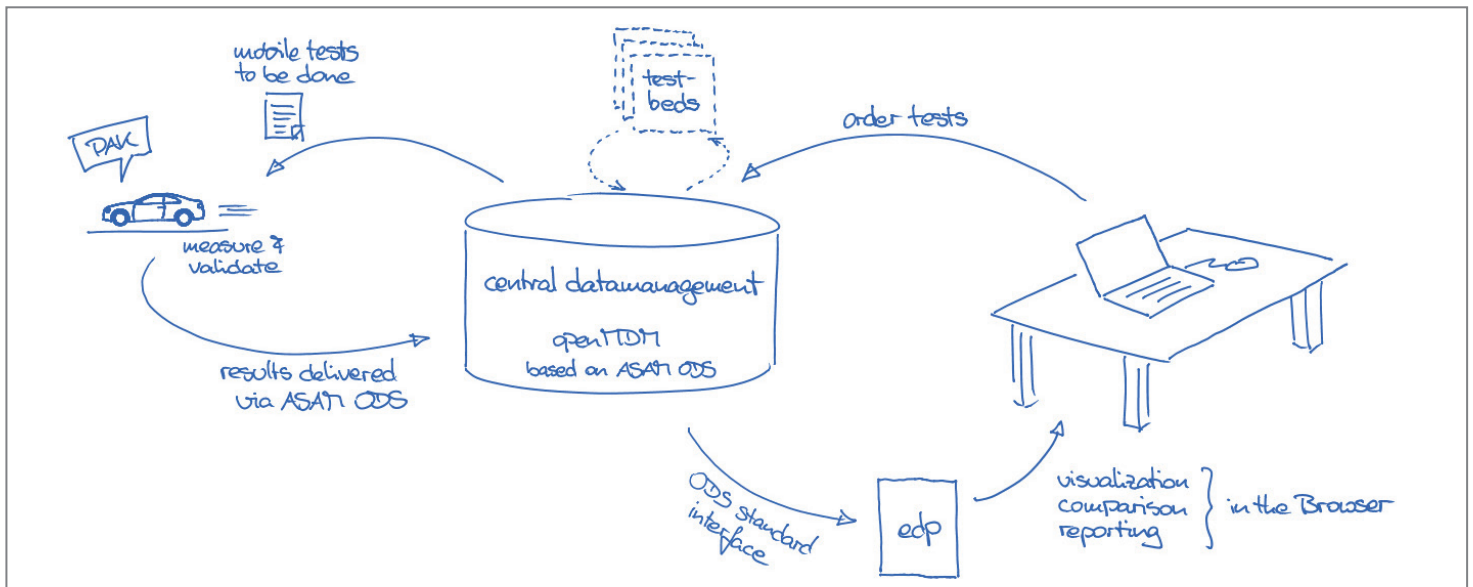 mobile tests
to be done
PAK
measure &
validate
results delivered
via ASAM ODS
test-
beds
order tests
central datamanagement
openMDM
based on ASAM ODS
ODS standard
interface
edp
visualization
comparison
reporting
in the Browser